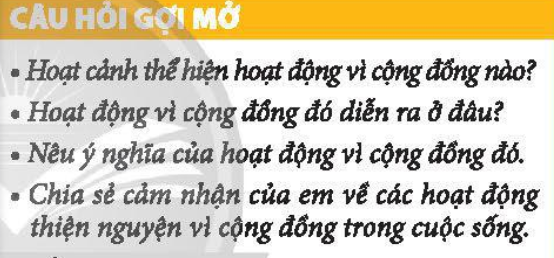 CÂU HỎI GỢI MỞ
• Hoạt cảnh thể hiện hoạt động vì cộng đồng nào?
• Hoạt động vì cộng đồng đó diễn ra ở đâu?
• Nêu ý nghĩa của hoạt động vì cộng đồng đó.
• Chia sẻ cảm nhận của em về các hoạt động
thiện nguyện vì cộng đồng trong cuộc sống.